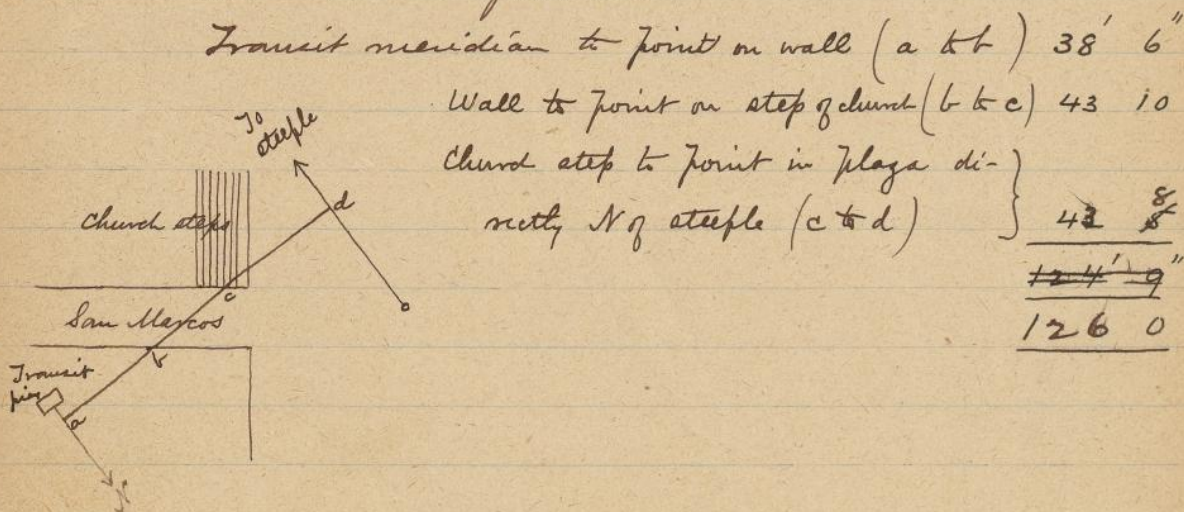 Transit meridian to point on wall (a to b) 38' 6"
Wall to point on step of church (b to c) 43 10
Church step to point in plaza di-
rectly N of steeple (c to d) 43 8
124' 9"
126 0
To
steeple
d
Church steps
c
San Marcos
b
Transit
pier
a
N